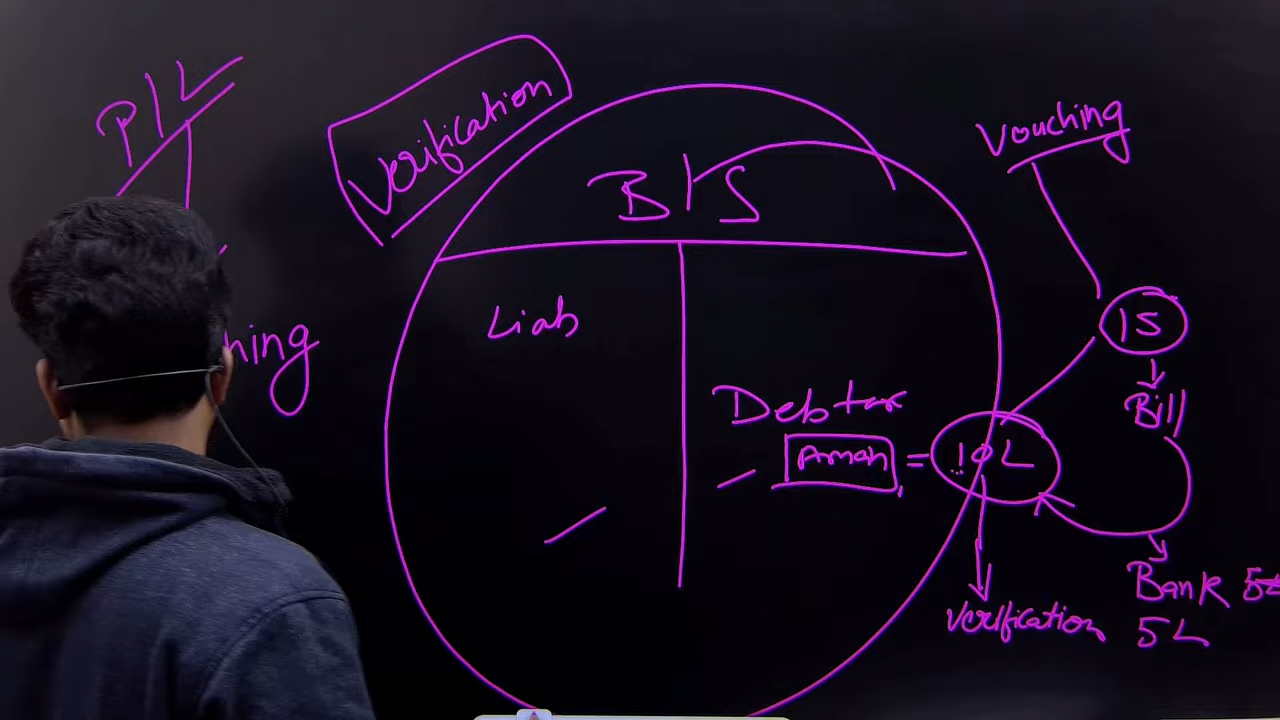 P/L
Verification
Vouching
B/S
Liab
15
hing
Bill
Debtor
Aman = 10L
Bank 5L
Verification 5L